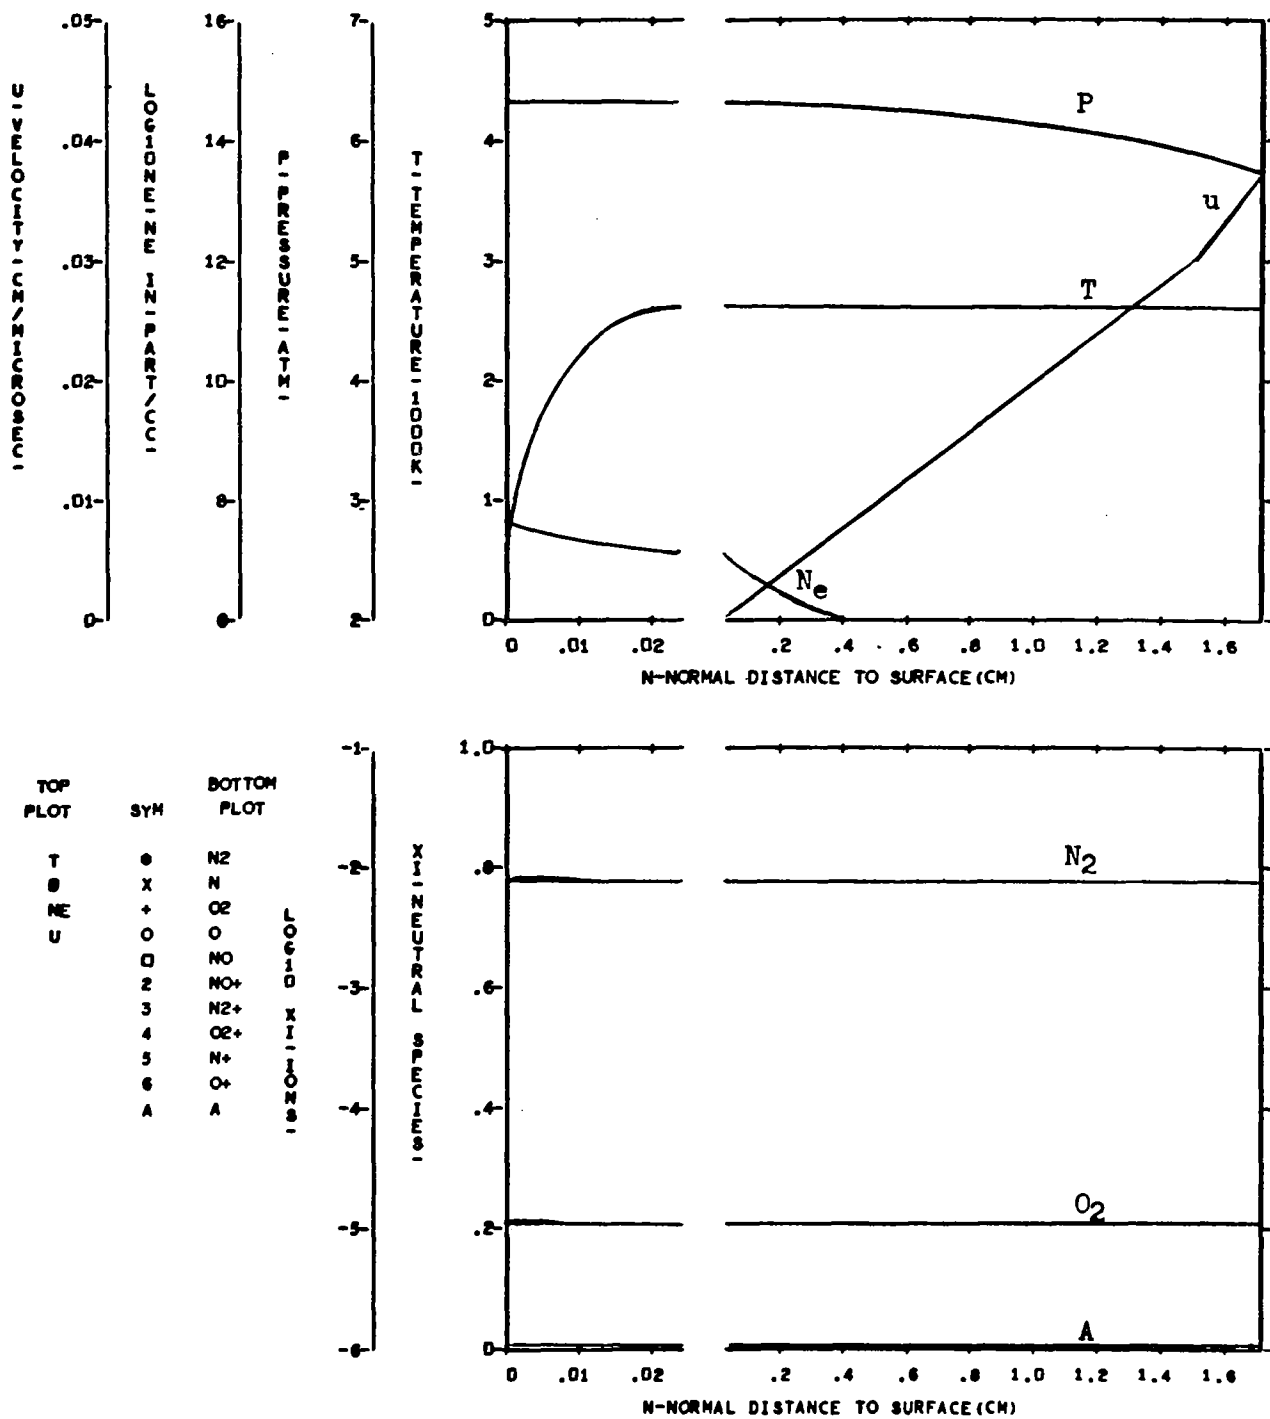 U-VELOCITY-CM/MICROSEC-
.05-
.04-
.03-
.02-
.01-
0-
LOG10NE-NE IN-PART/CC-
16-
14-
12-
10-
8-
6-
P-PRESSURE-ATM-
7-
6-
5-
4-
3-
2-
T-TEMPERATURE-1000K-
5
4
3
2
1
0
P
u
T
Ne
0 .01 .02 .2 .4 .6 .8 1.0 1.2 1.4 1.6
N-NORMAL DISTANCE TO SURFACE(CM)
TOP PLOT SYM BOTTOM PLOT
T N2
X N
NE + O2
U O O
□ NO
2 NO+
3 N2+
4 O2+
5 N+
6 O+
A A
LOG10 XI-IONS-
-1-
-2-
-3-
-4-
-5-
-6-
XI-NEUTRAL SPECIES-
1.0
.8
.6
.4
.2
0
N2
O2
A
0 .01 .02 .2 .4 .6 .8 1.0 1.2 1.4 1.6
N-NORMAL DISTANCE TO SURFACE(CM)